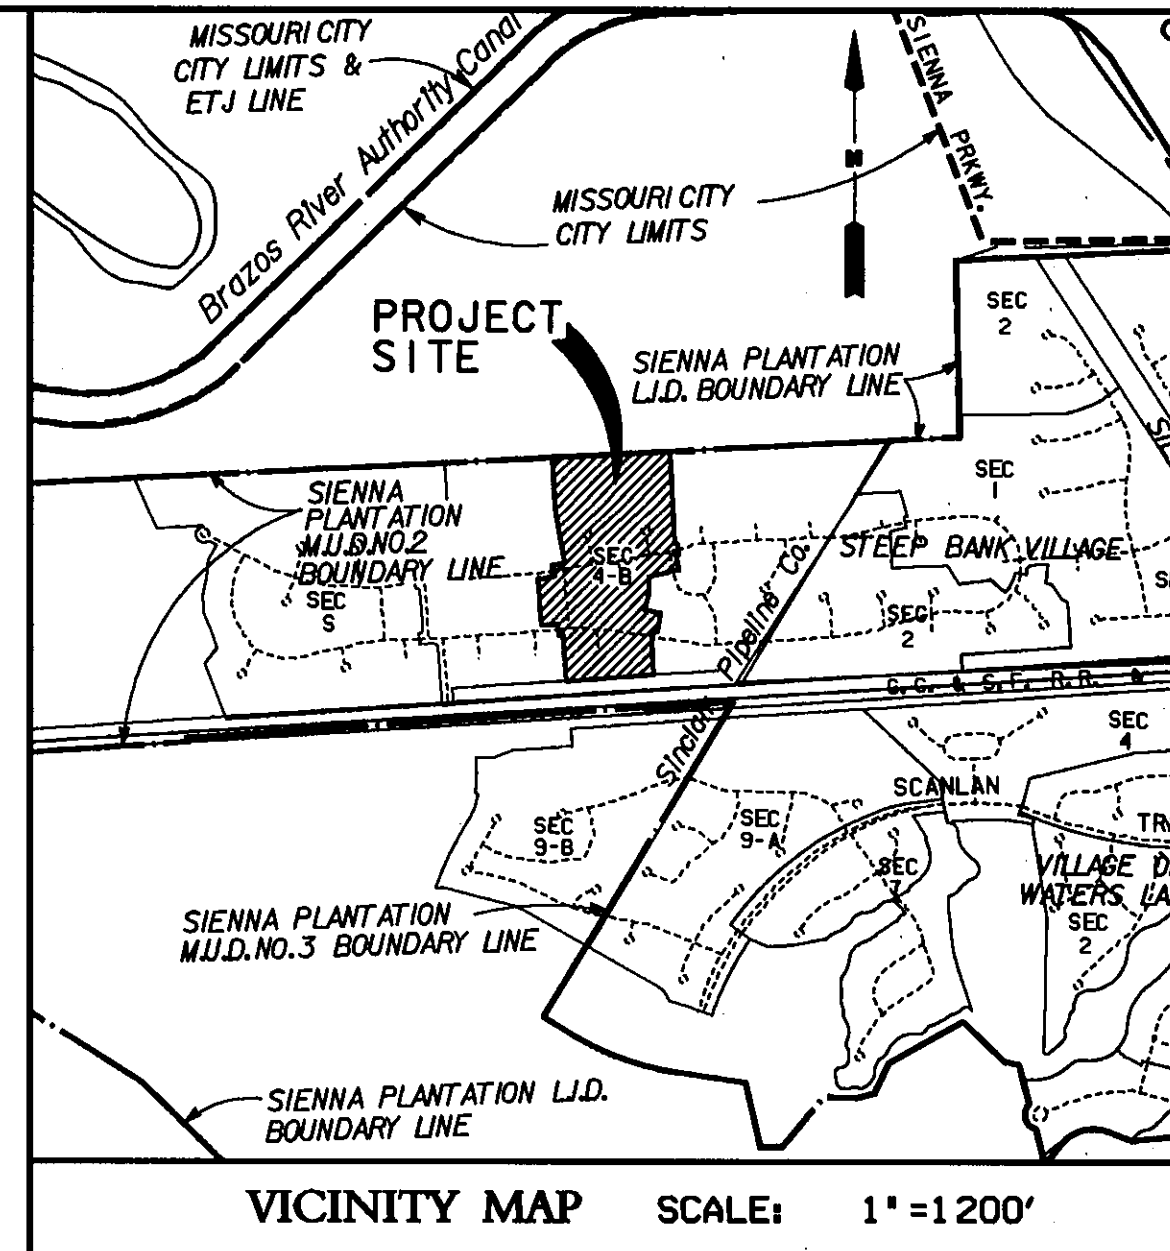 MISSOURI CITY
CITY LIMITS &
ETJ LINE
Brazos River Authority Canal
SIENNA PRKWY.
N
MISSOURI CITY
CITY LIMITS
PROJECT
SITE
SIENNA PLANTATION
L.I.D. BOUNDARY LINE
SEC
2
SEC
1
SIENNA
PLANTATION
M.U.D.NO.2
BOUNDARY LINE
SEC
4-B
STEEP BANK VILLAGE
SEC
5
SEC
2
Sinclair Pipeline Co.
G.C. & S.F. R.R. &
SEC
4
SCANLAN
SEC
9-B
SEC
9-A
SEC
7
VILLAGE
WATERS
SEC
2
SIENNA PLANTATION
M.U.D.NO.3 BOUNDARY LINE
SIENNA PLANTATION L.I.D.
BOUNDARY LINE
VICINITY MAP SCALE: 1"=1200'